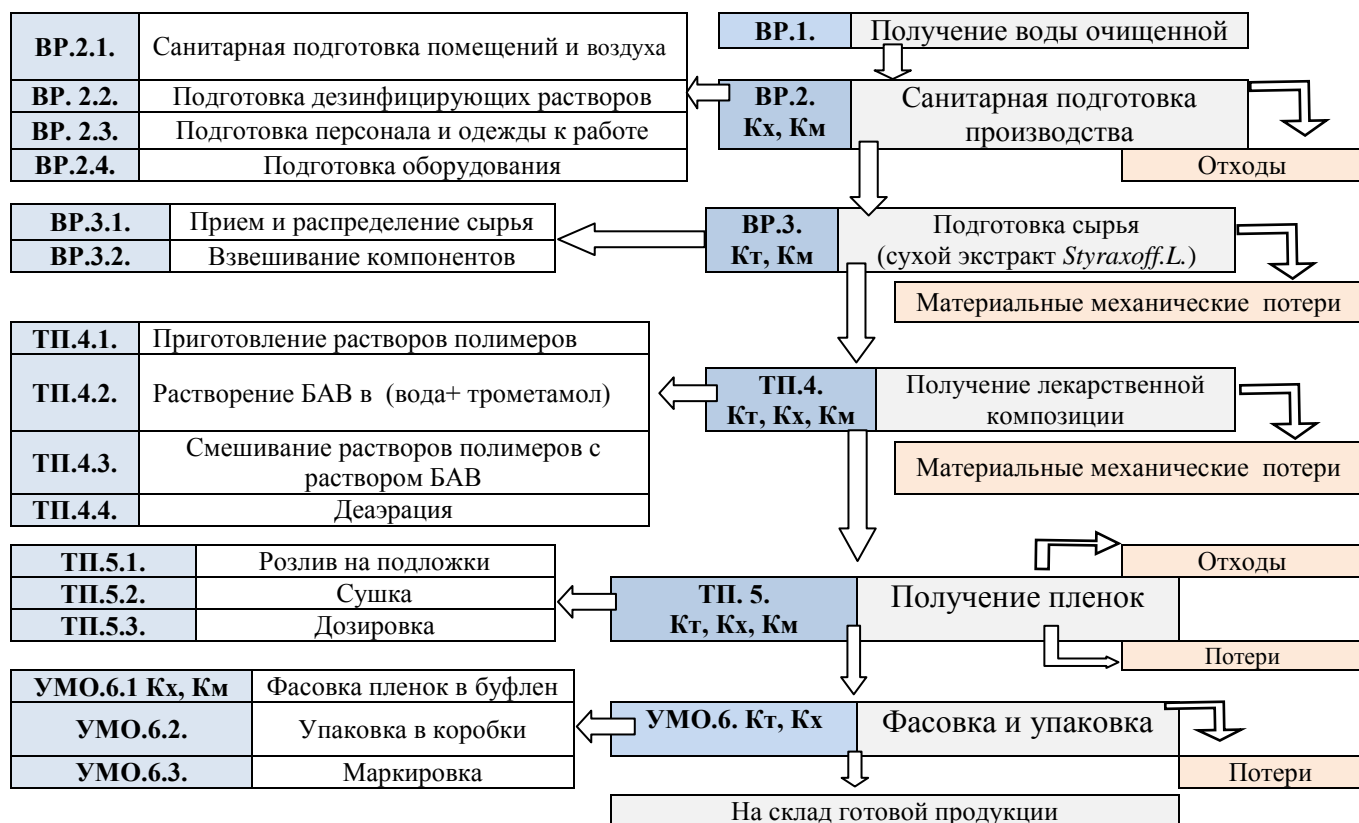 ВР.1. Получение воды очищенной
ВР.2.1. Санитарная подготовка помещений и воздуха
ВР. 2.2. Подготовка дезинфицирующих растворов
ВР. 2.3. Подготовка персонала и одежды к работе
ВР.2.4. Подготовка оборудования
ВР.2.
Кх, Км
Санитарная подготовка
производства
Отходы
ВР.3.1. Прием и распределение сырья
ВР.3.2. Взвешивание компонентов
ВР.3.
Кт, Км
Подготовка сырья
(сухой экстракт Styraxoff.L.)
Материальные механические потери
ТП.4.1. Приготовление растворов полимеров
ТП.4.2. Растворение БАВ в (вода+ трометамол)
ТП.4.3. Смешивание растворов полимеров с
раствором БАВ
ТП.4.4. Деаэрация
ТП.4.
Кт, Кх, Км
Получение лекарственной
композиции
Материальные механические потери
ТП.5.1. Розлив на подложки
ТП.5.2. Сушка
ТП.5.3. Дозировка
ТП. 5.
Кт, Кх, Км
Получение пленок
Отходы
Потери
УМО.6.1 Кх, Км Фасовка пленок в буфлен
УМО.6.2. Упаковка в коробки
УМО.6.3. Маркировка
УМО.6. Кт, Кх Фасовка и упаковка
Потери
На склад готовой продукции